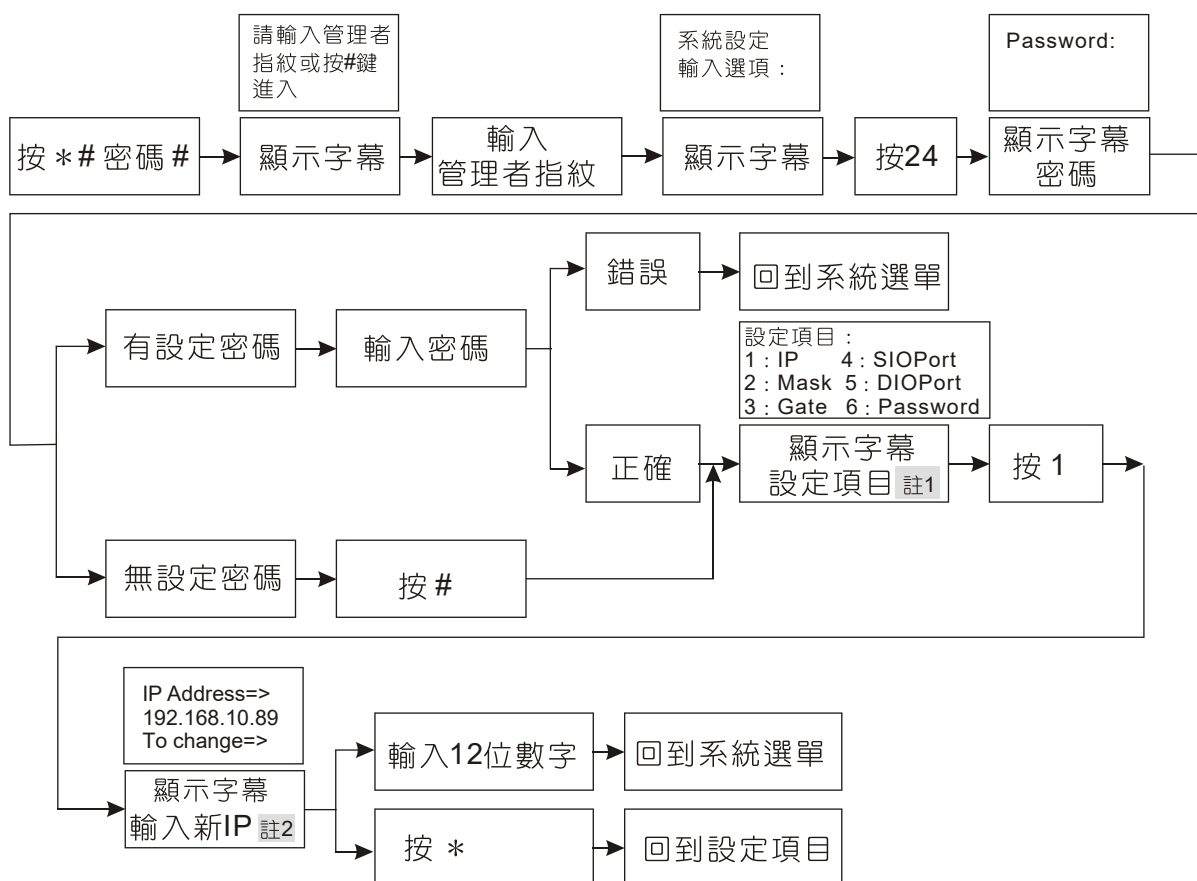 請輸入管理者
指紋或按#鍵
進入
系統設定
輸入選項：
Password:
按＊#密碼#
顯示字幕
輸入
管理者指紋
顯示字幕
按24
顯示字幕
密碼
錯誤
回到系統選單
有設定密碼
輸入密碼
設定項目：
1：IP 4：SIOPort
2：Mask 5：DIOPort
3：Gate 6：Password
正確
顯示字幕
設定項目 註1
按 1
無設定密碼
按 #
IP Address=>
192.168.10.89
To change=>
顯示字幕
輸入新IP 註2
輸入12位數字
回到系統選單
按 ＊
回到設定項目